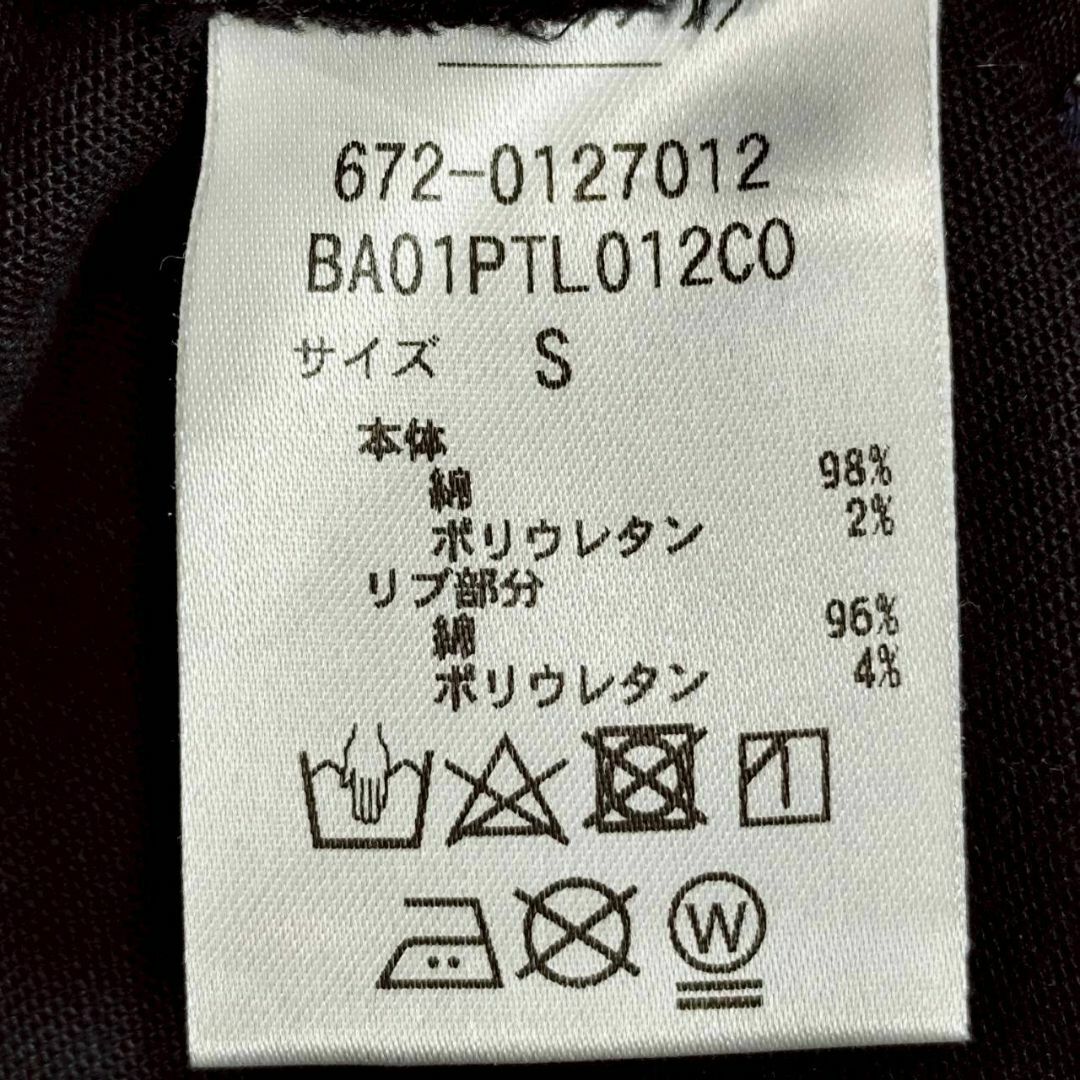 672-0127012
BA01PTL012CO
サイズ S
本体
綿 98%
ポリウレタン 2%
リブ部分
綿 96%
ポリウレタン 4%
W